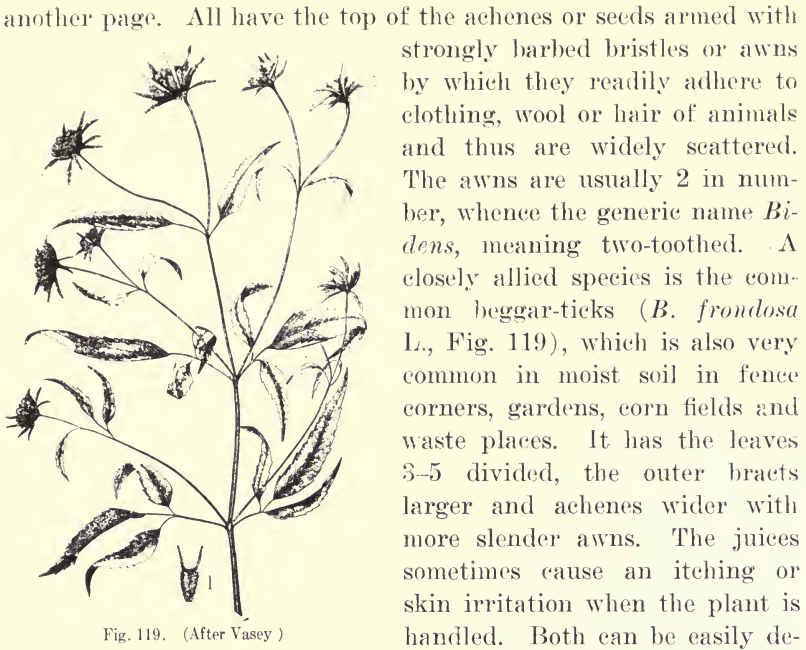 another page. All have the top of the achenes or seeds armed with
strongly barbed bristles or awns
by which they readily adhere to
clothing, wool or hair of animals
and thus are widely scattered.
The awns are usually 2 in num-
ber, whence the generic name Bi-
dens, meaning two-toothed. A
closely allied species is the com-
mon beggar-ticks (B. frondosa
L., Fig. 119), which is also very
common in moist soil in fence
corners, gardens, corn fields and
waste places. It has the leaves
3–5 divided, the outer bracts
larger and achenes wider with
more slender awns. The juices
sometimes cause an itching or
skin irritation when the plant is
handled. Both can be easily de-
1
Fig. 119. (After Vasey )